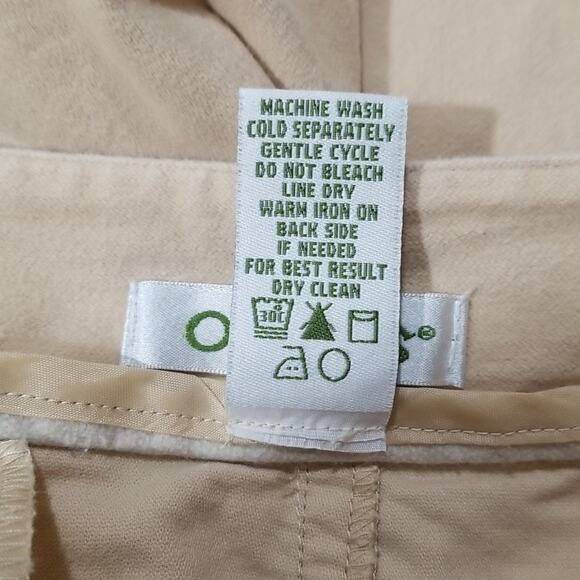 MACHINE WASH
COLD SEPARATELY
GENTLE CYCLE
DO NOT BLEACH
LINE DRY
WARM IRON ON
BACK SIDE
IF NEEDED
FOR BEST RESULT
DRY CLEAN
30C
O
®